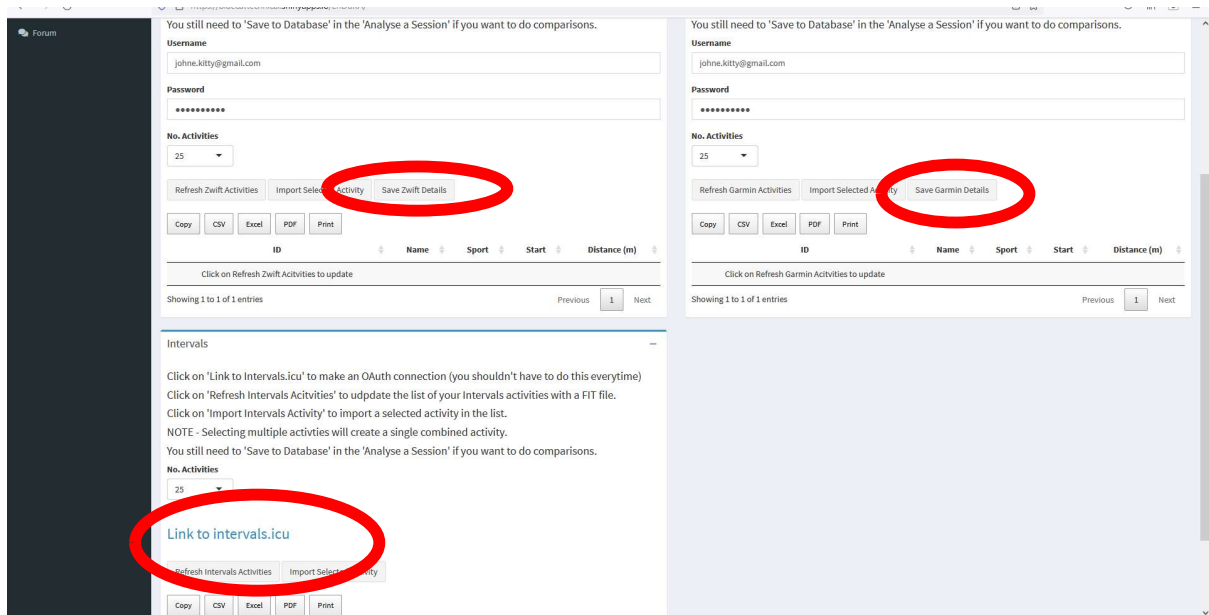 Forum
You still need to 'Save to Database' in the 'Analyse a Session' if you want to do comparisons.
Username
johne.kitty@gmail.com
Password
••••••••••
No. Activities
25
Refresh Zwift Activities Import Selected Activity Save Zwift Details
Copy CSV Excel PDF Print
ID Name Sport Start Distance (m)
Click on Refresh Zwift Acitvities to update
Showing 1 to 1 of 1 entries Previous 1 Next
You still need to 'Save to Database' in the 'Analyse a Session' if you want to do comparisons.
Username
johne.kitty@gmail.com
Password
••••••••••
No. Activities
25
Refresh Garmin Activities Import Selected Activity Save Garmin Details
Copy CSV Excel PDF Print
ID Name Sport Start Distance (m)
Click on Refresh Garmin Acitvities to update
Showing 1 to 1 of 1 entries Previous 1 Next
Intervals
Click on 'Link to Intervals.icu' to make an OAuth connection (you shouldn't have to do this everytime)
Click on 'Refresh Intervals Acitvities' to udpdate the list of your Intervals activities with a FIT file.
Click on 'Import Intervals Activity' to import a selected activity in the list.
NOTE - Selecting multiple activties will create a single combined activity.
You still need to 'Save to Database' in the 'Analyse a Session' if you want to do comparisons.
No. Activities
25
Link to intervals.icu
Refresh Intervals Activities Import Selected Activity
Copy CSV Excel PDF Print